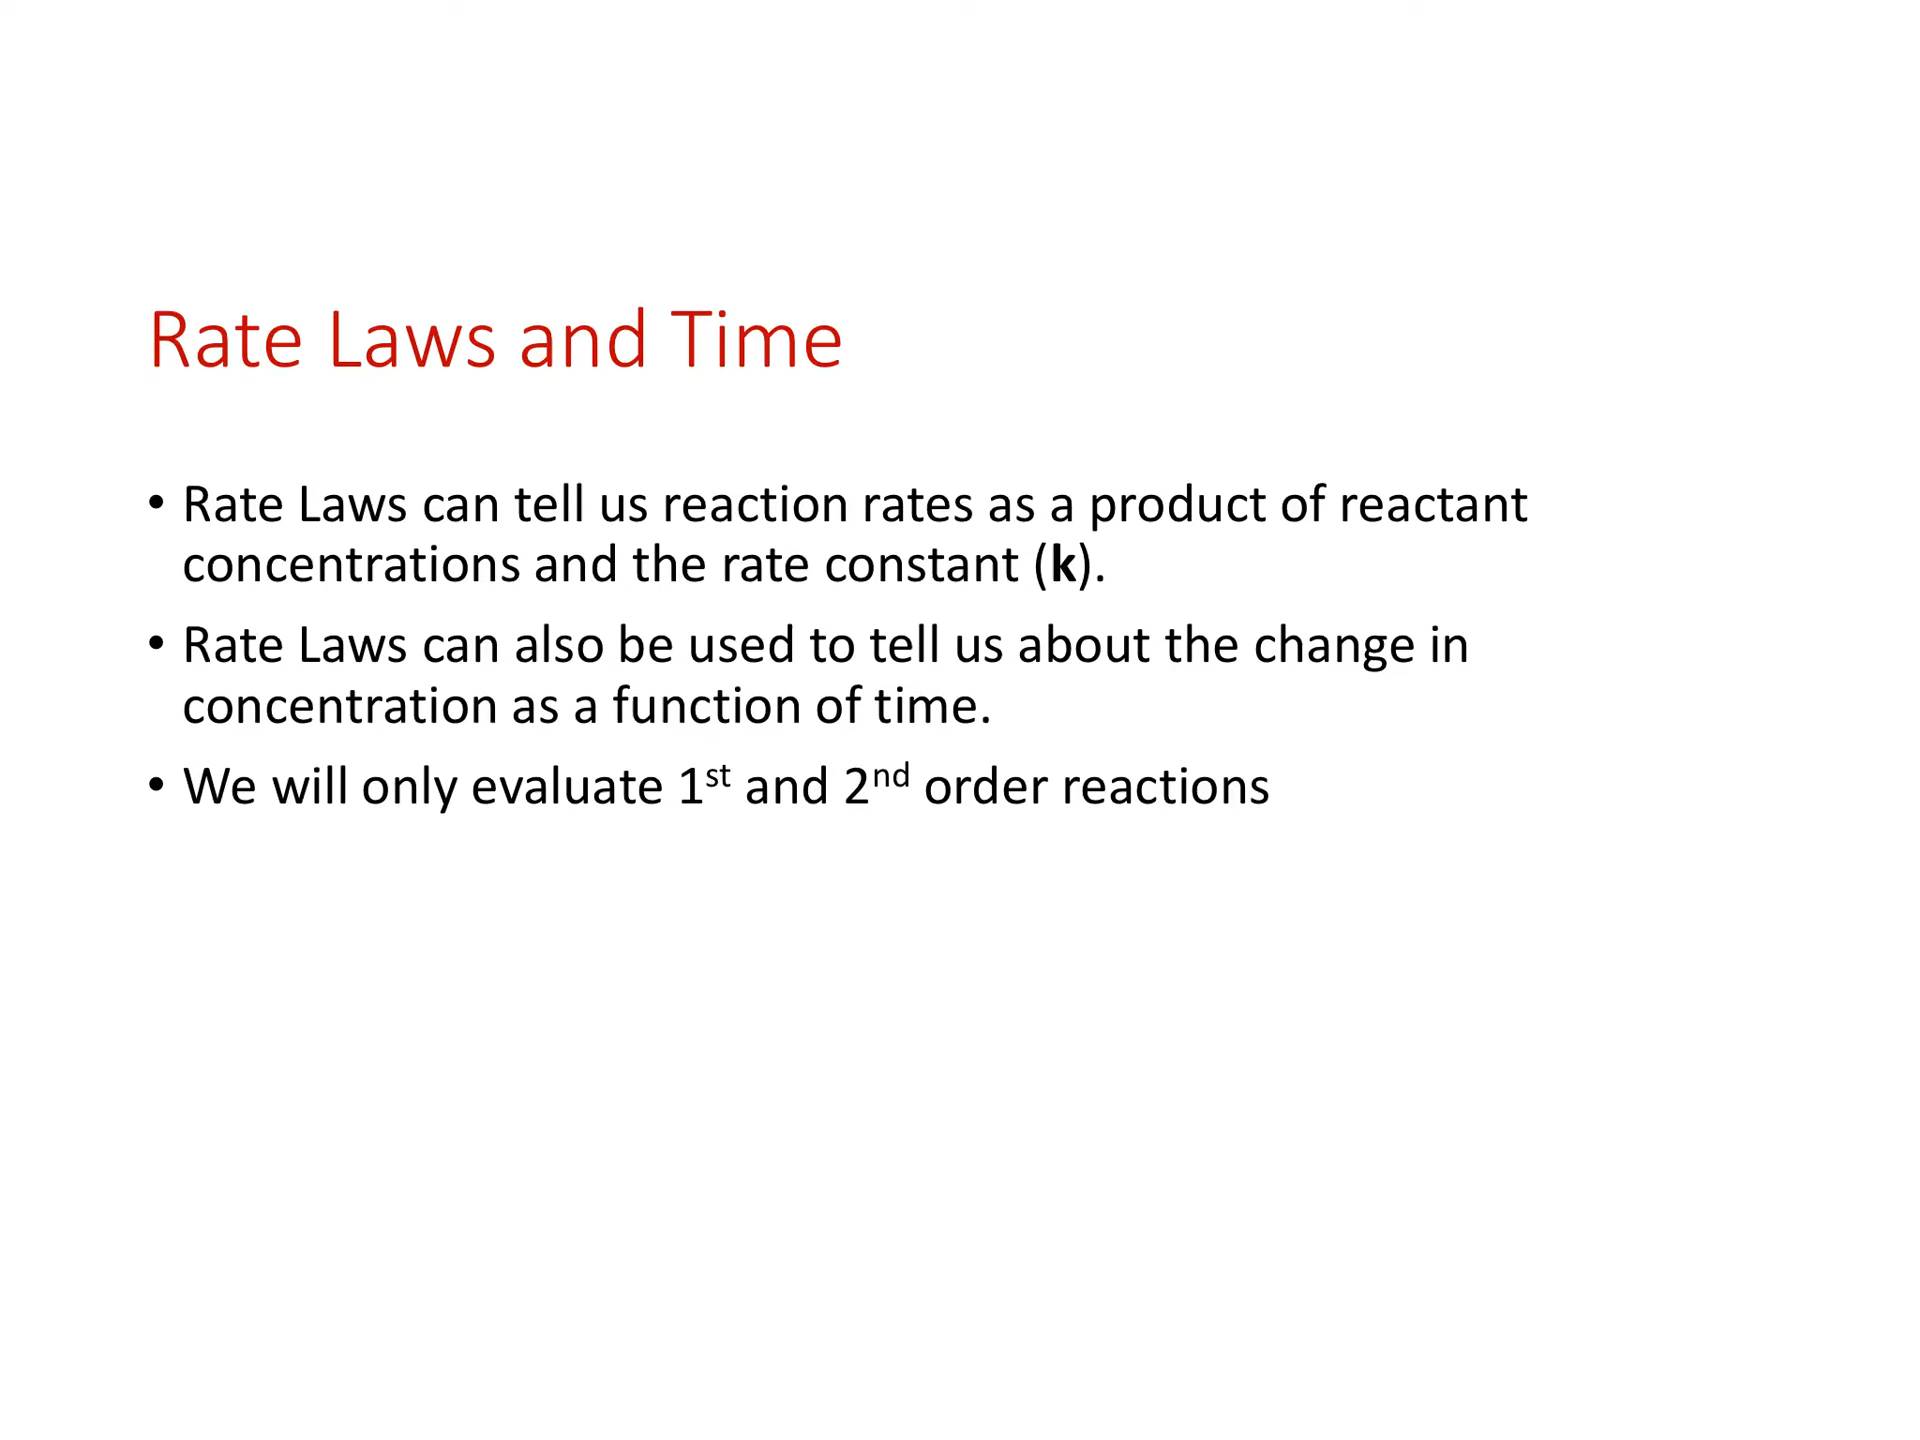 Rate Laws and Time
• Rate Laws can tell us reaction rates as a product of reactant
concentrations and the rate constant (k).
• Rate Laws can also be used to tell us about the change in
concentration as a function of time.
• We will only evaluate 1st and 2nd order reactions